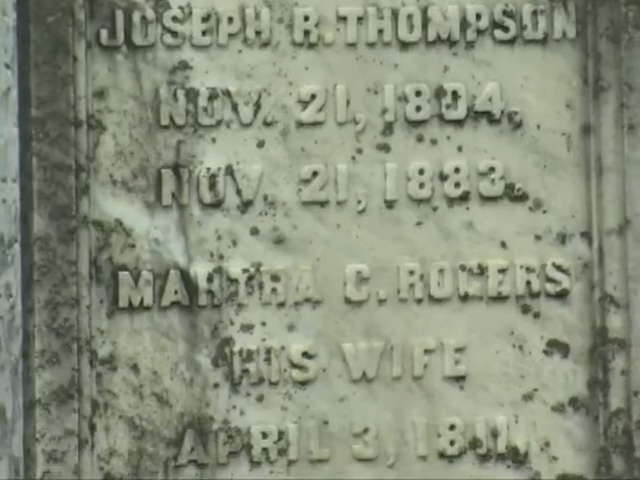 JOSEPH R. THOMPSON
NOV. 21, 1804.
NOV. 21, 1883.
MARTHA C. ROGERS
HIS WIFE
APRIL 3, 1811.